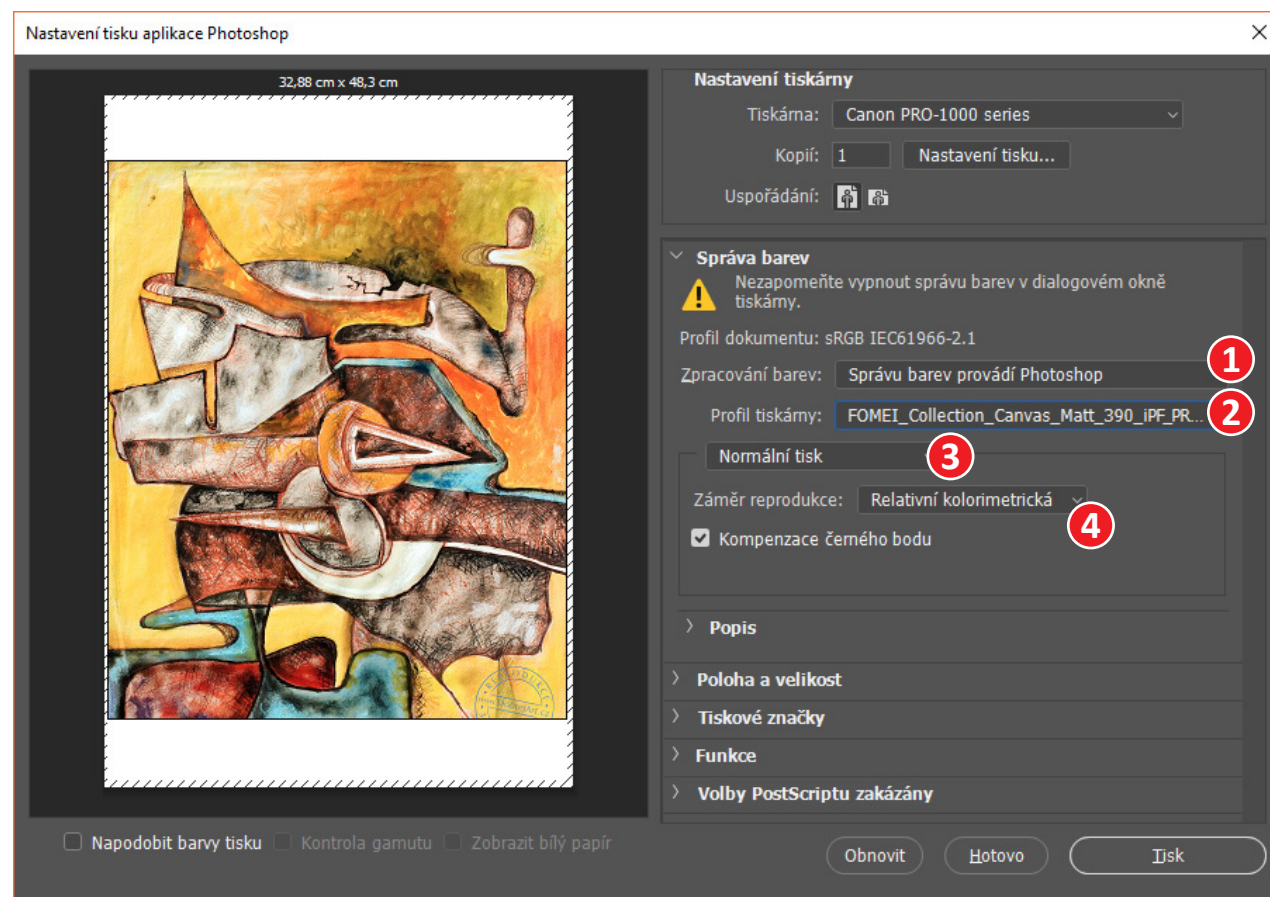 Nastavení tisku aplikace Photoshop
32,88 cm x 48,3 cm
Nastavení tiskárny
Tiskárna: Canon PRO-1000 series
Kopií: 1 Nastavení tisku...
Uspořádání:
Správa barev
Nezapomeňte vypnout správu barev v dialogovém okně
tiskárny.
Profil dokumentu: sRGB IEC61966-2.1
Zpracování barev: Správu barev provádí Photoshop 1
Profil tiskárny: FOMEI_Collection_Canvas_Matt_390_iPF_PR... 2
Normální tisk 3
Záměr reprodukce: Relativní kolorimetrická 4
Kompenzace černého bodu
Popis
Poloha a velikost
Tiskové značky
Funkce
Volby PostScriptu zakázány
Napodobit barvy tisku Kontrola gamutu Zobrazit bílý papír
Obnovit Hotovo Tisk